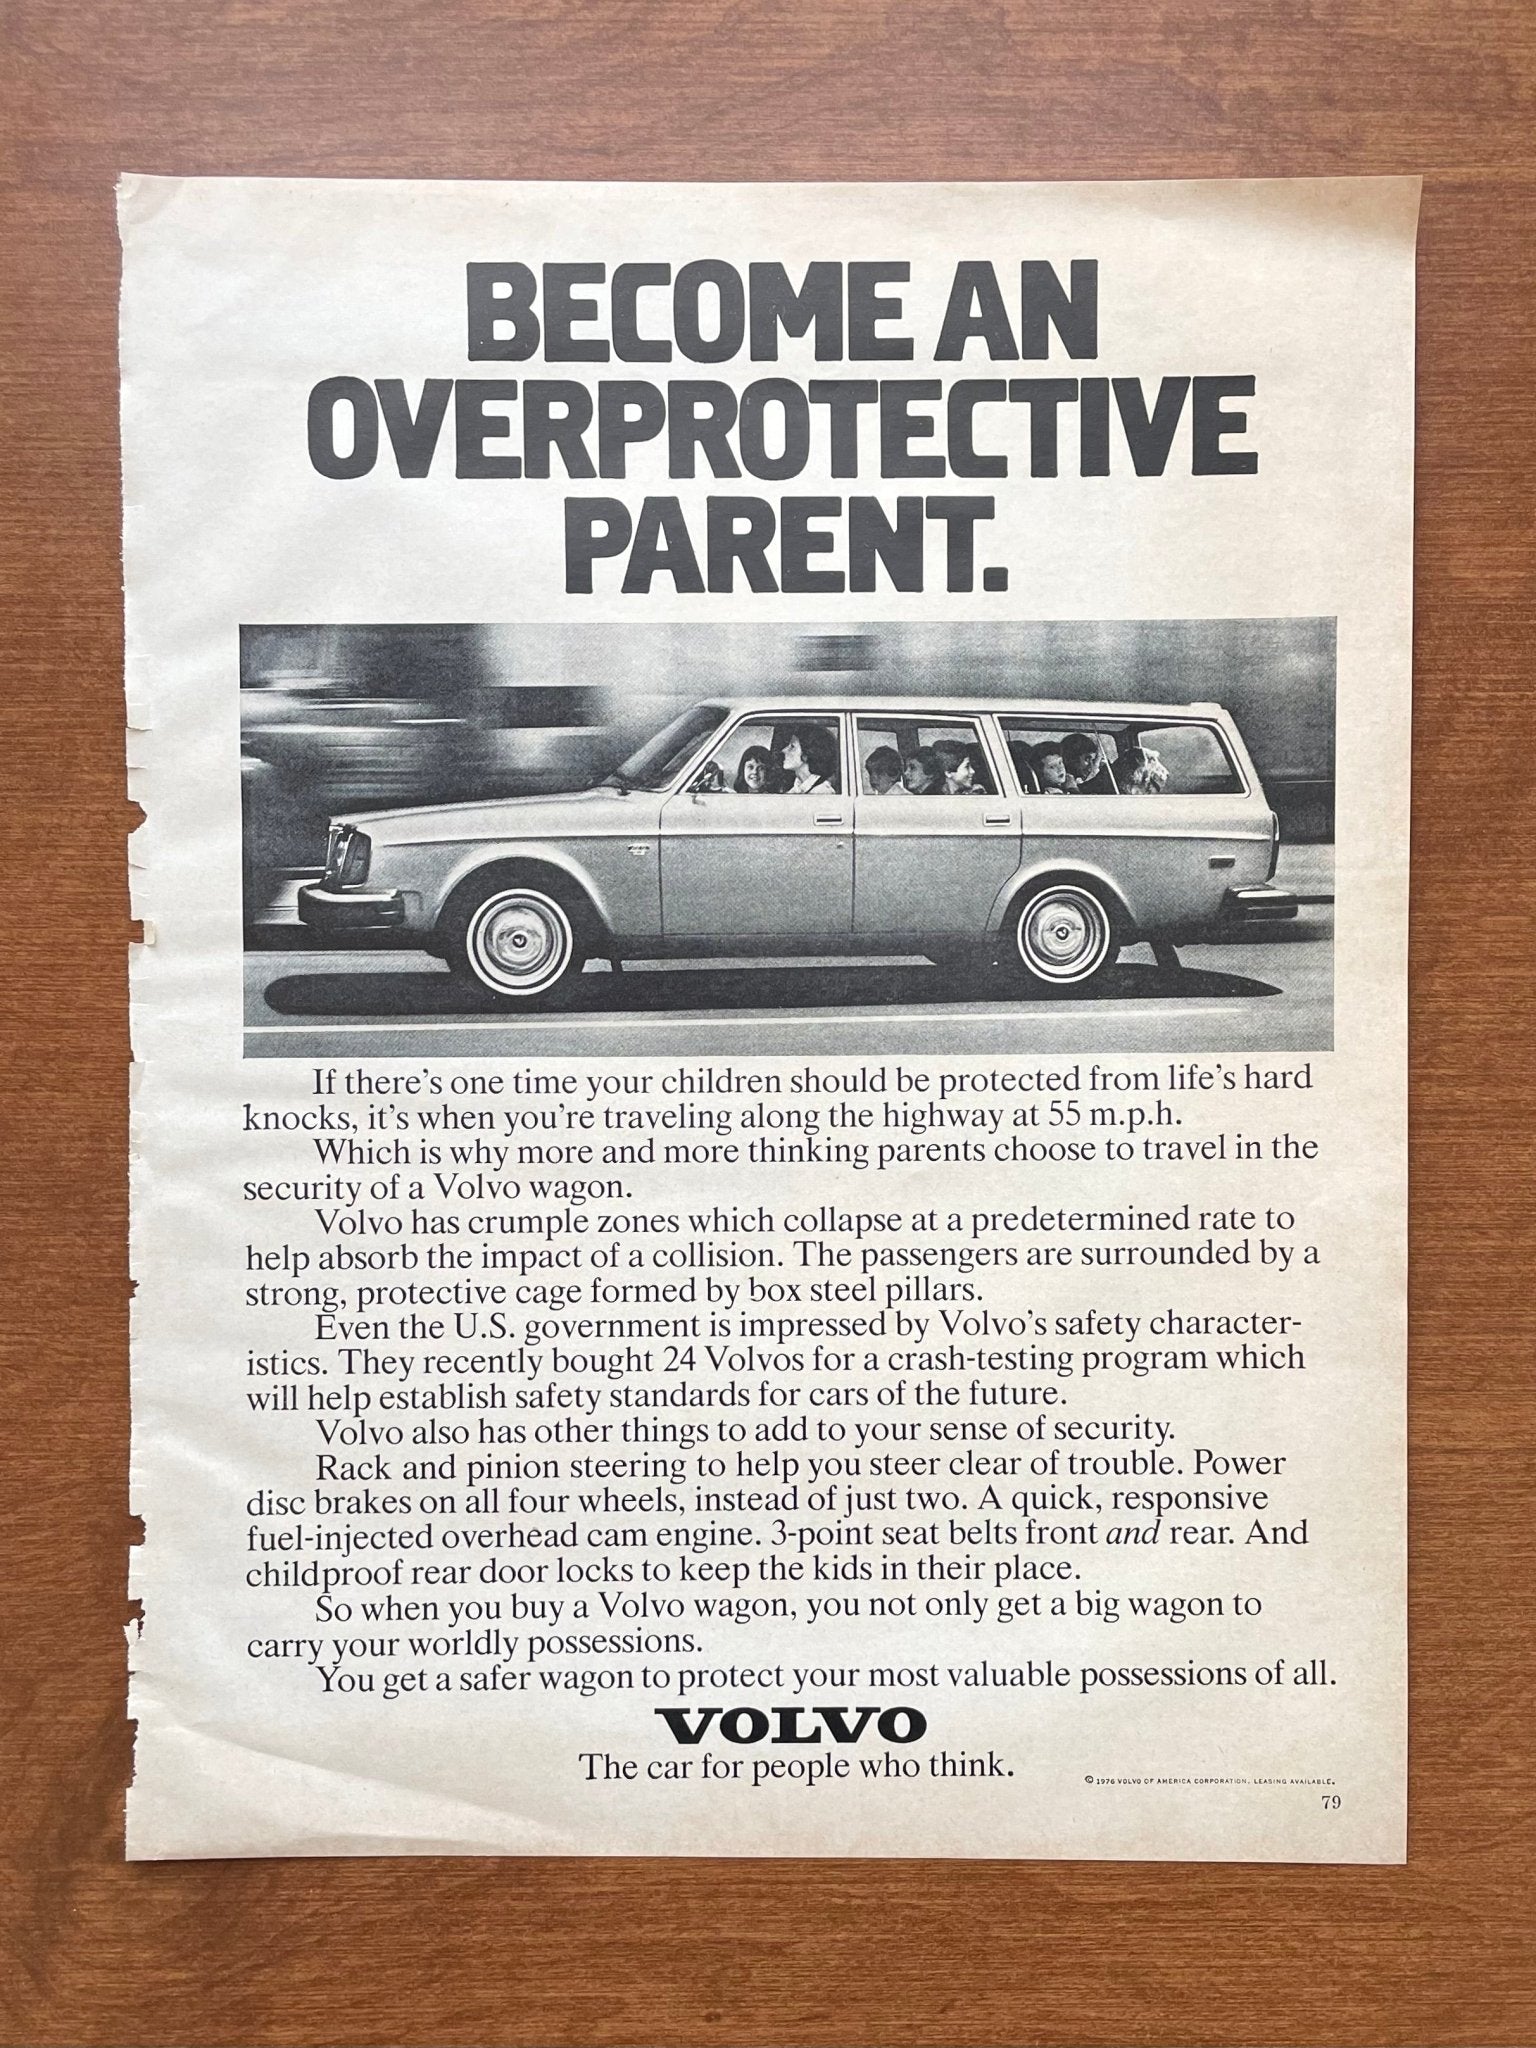 BECOME AN
OVERPROTECTIVE
PARENT.
If there's one time your children should be protected from life's hard
knocks, it's when you're traveling along the highway at 55 m.p.h.
Which is why more and more thinking parents choose to travel in the
security of a Volvo wagon.
Volvo has crumple zones which collapse at a predetermined rate to
help absorb the impact of a collision. The passengers are surrounded by a
strong, protective cage formed by box steel pillars.
Even the U.S. government is impressed by Volvo's safety character-
istics. They recently bought 24 Volvos for a crash-testing program which
will help establish safety standards for cars of the future.
Volvo also has other things to add to your sense of security.
Rack and pinion steering to help you steer clear of trouble. Power
disc brakes on all four wheels, instead of just two. A quick, responsive
fuel-injected overhead cam engine. 3-point seat belts front and rear. And
childproof rear door locks to keep the kids in their place.
So when you buy a Volvo wagon, you not only get a big wagon to
carry your worldly possessions.
You get a safer wagon to protect your most valuable possessions of all.
VOLVO
The car for people who think.
© 1976 VOLVO OF AMERICA CORPORATION. LEASING AVAILABLE.
79